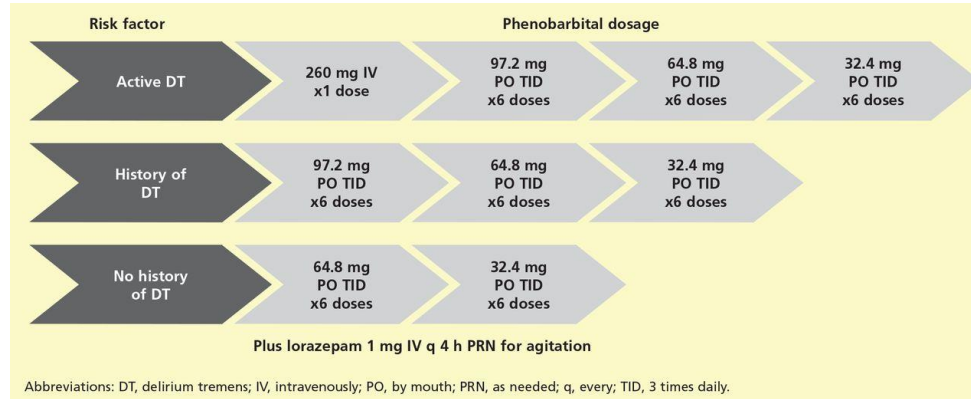 Risk factor
Phenobarbital dosage
Active DT
260 mg IV
x1 dose
97.2 mg
PO TID
x6 doses
64.8 mg
PO TID
x6 doses
32.4 mg
PO TID
x6 doses
History of
DT
97.2 mg
PO TID
x6 doses
64.8 mg
PO TID
x6 doses
32.4 mg
PO TID
x6 doses
No history
of DT
64.8 mg
PO TID
x6 doses
32.4 mg
PO TID
x6 doses
Plus lorazepam 1 mg IV q 4 h PRN for agitation
Abbreviations: DT, delirium tremens; IV, intravenously; PO, by mouth; PRN, as needed; q, every; TID, 3 times daily.